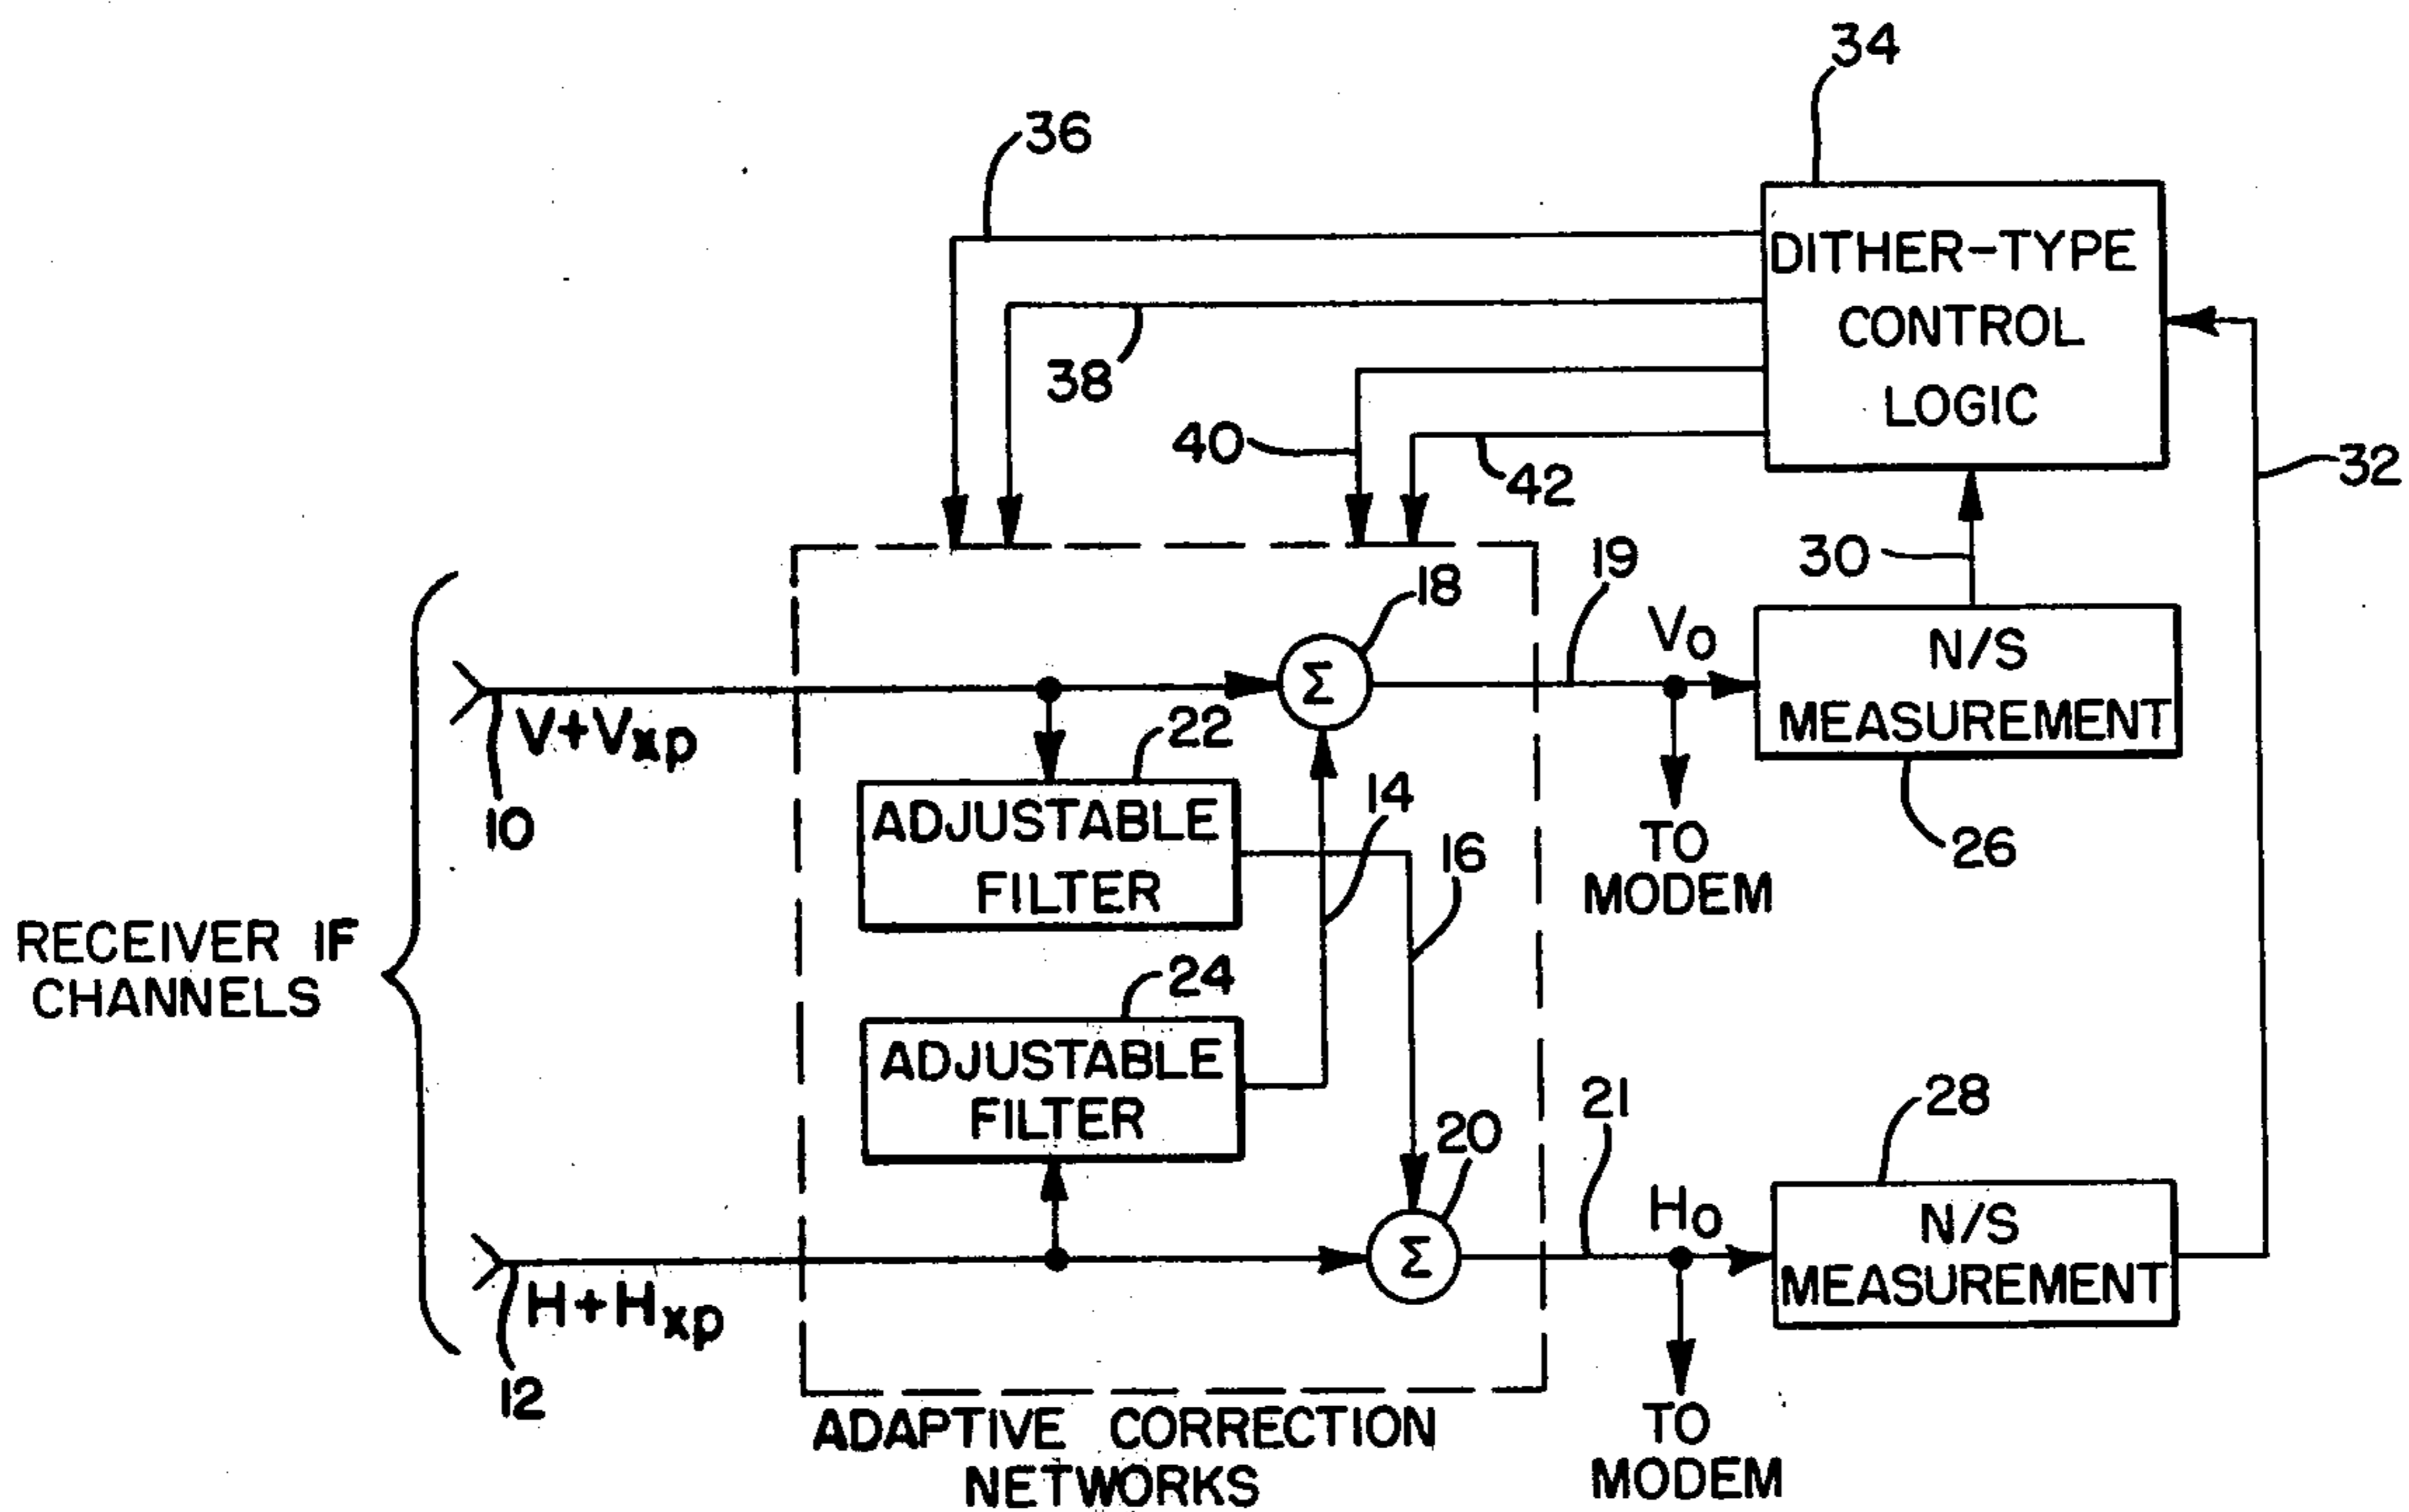 34
36
DITHER-TYPE
CONTROL
LOGIC
38
40
42
32
30
18
19
V₀
N/S
MEASUREMENT
V+Vxp
10
22
ADJUSTABLE
FILTER
14
16
TO
MODEM
26
RECEIVER IF
CHANNELS
24
ADJUSTABLE
FILTER
20
21
28
H₀
N/S
MEASUREMENT
Σ
Σ
H+Hxp
12
TO
MODEM
ADAPTIVE CORRECTION
NETWORKS